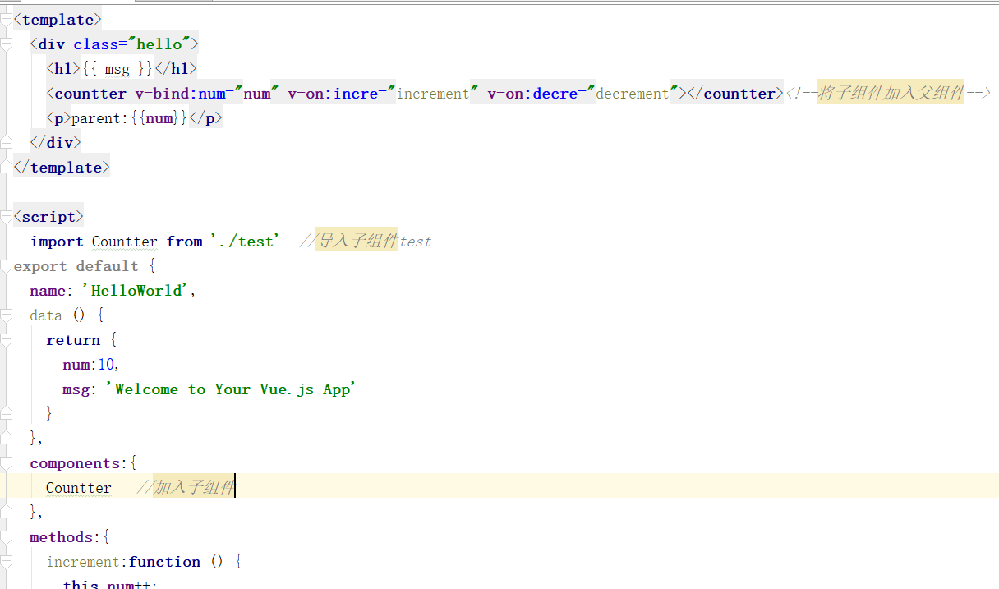 <template>
<div class="hello">
<h1>{{ msg }}</h1>
<countter v-bind:num="num" v-on:incre="increment" v-on:decre="decrement"></countter><!--将子组件加入父组件-->
<p>parent:{{num}}</p>
</div>
</template>
<script>
import Countter from './test' //导入子组件test
export default {
name: 'HelloWorld',
data () {
return {
num:10,
msg: 'Welcome to Your Vue.js App'
}
},
components:{
Countter //加入子组件
},
methods:{
increment:function () {
this.num++;